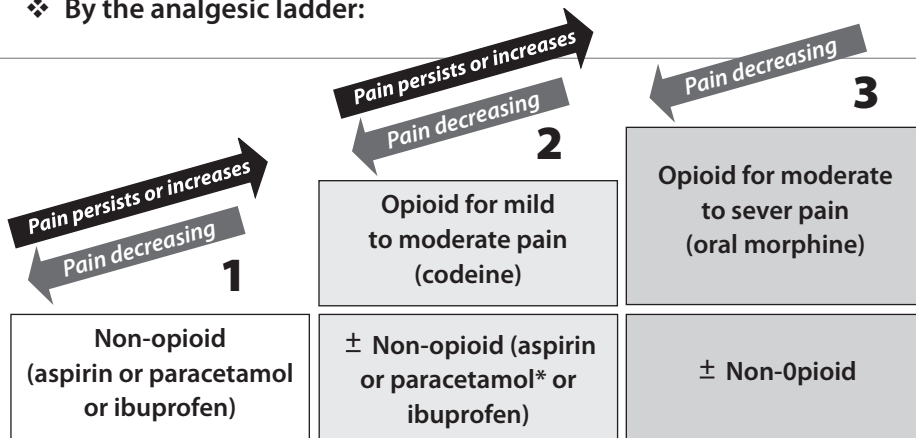 ❖ By the analgesic ladder:
Pain persists or increases
Pain decreasing
1
Non-opioid
(aspirin or paracetamol
or ibuprofen)
Pain persists or increases
Pain decreasing
2
Opioid for mild
to moderate pain
(codeine)
± Non-opioid (aspirin
or paracetamol* or
ibuprofen)
Pain decreasing
3
Opioid for moderate
to sever pain
(oral morphine)
± Non-0pioid